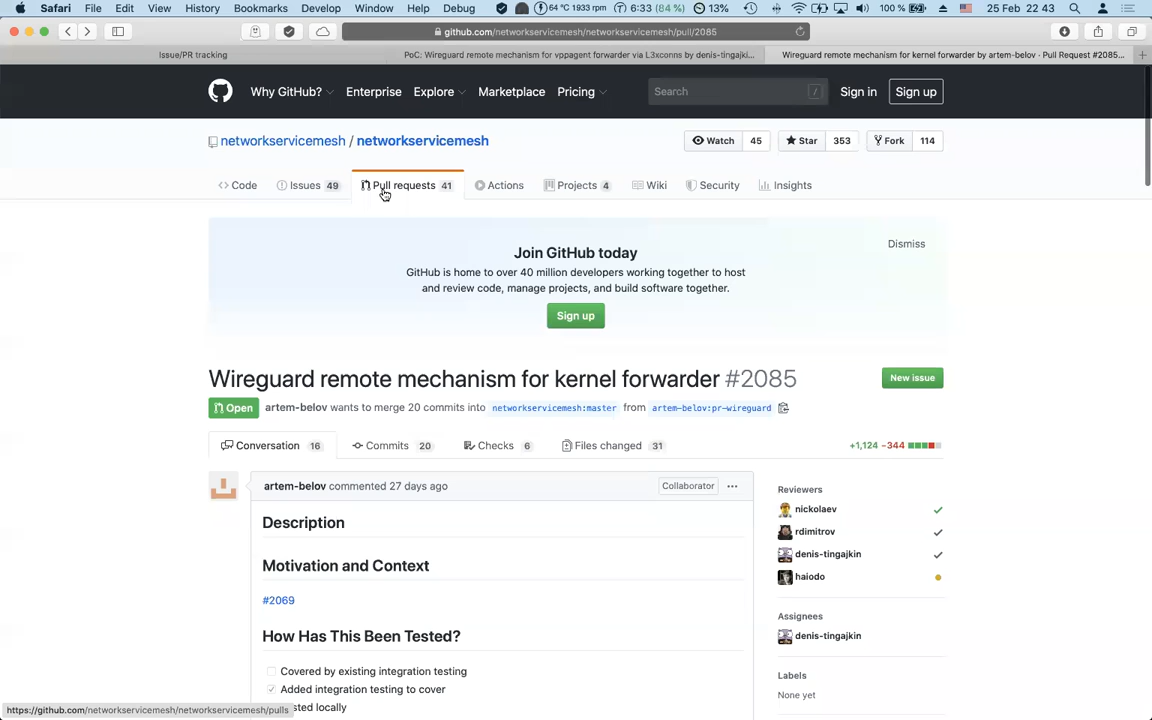 Safari File Edit View History Bookmarks Develop Window Help Debug 64 °C 1933 rpm 6:33 (84 %) 13% 100 % 25 Feb 22 43
github.com/networkservicemesh/networkservicemesh/pull/2085
Issue/PR tracking PoC: Wireguard remote mechanism for vppagent forwarder via L3xconns by denis-tingajki... Wireguard remote mechanism for kernel forwarder by artem-belov · Pull Request #2085...
Why GitHub? Enterprise Explore Marketplace Pricing Search / Sign in Sign up
networkservicemesh / networkservicemesh Watch 45 Star 353 Fork 114
Code Issues 49 Pull requests 41 Actions Projects 4 Wiki Security Insights
Dismiss
Join GitHub today
GitHub is home to over 40 million developers working together to host
and review code, manage projects, and build software together.
Sign up
Wireguard remote mechanism for kernel forwarder #2085 New issue
Open artem-belov wants to merge 20 commits into networkservicemesh:master from artem-belov:pr-wireguard
Conversation 16 Commits 20 Checks 6 Files changed 31 +1,124 −344
artem-belov commented 27 days ago Collaborator ...
Description
Motivation and Context
#2069
How Has This Been Tested?
Covered by existing integration testing
Added integration testing to cover
sted locally
Reviewers
nickolaev
rdimitrov
denis-tingajkin
haiodo
Assignees
denis-tingajkin
Labels
None yet
https://github.com/networkservicemesh/networkservicemesh/pulls